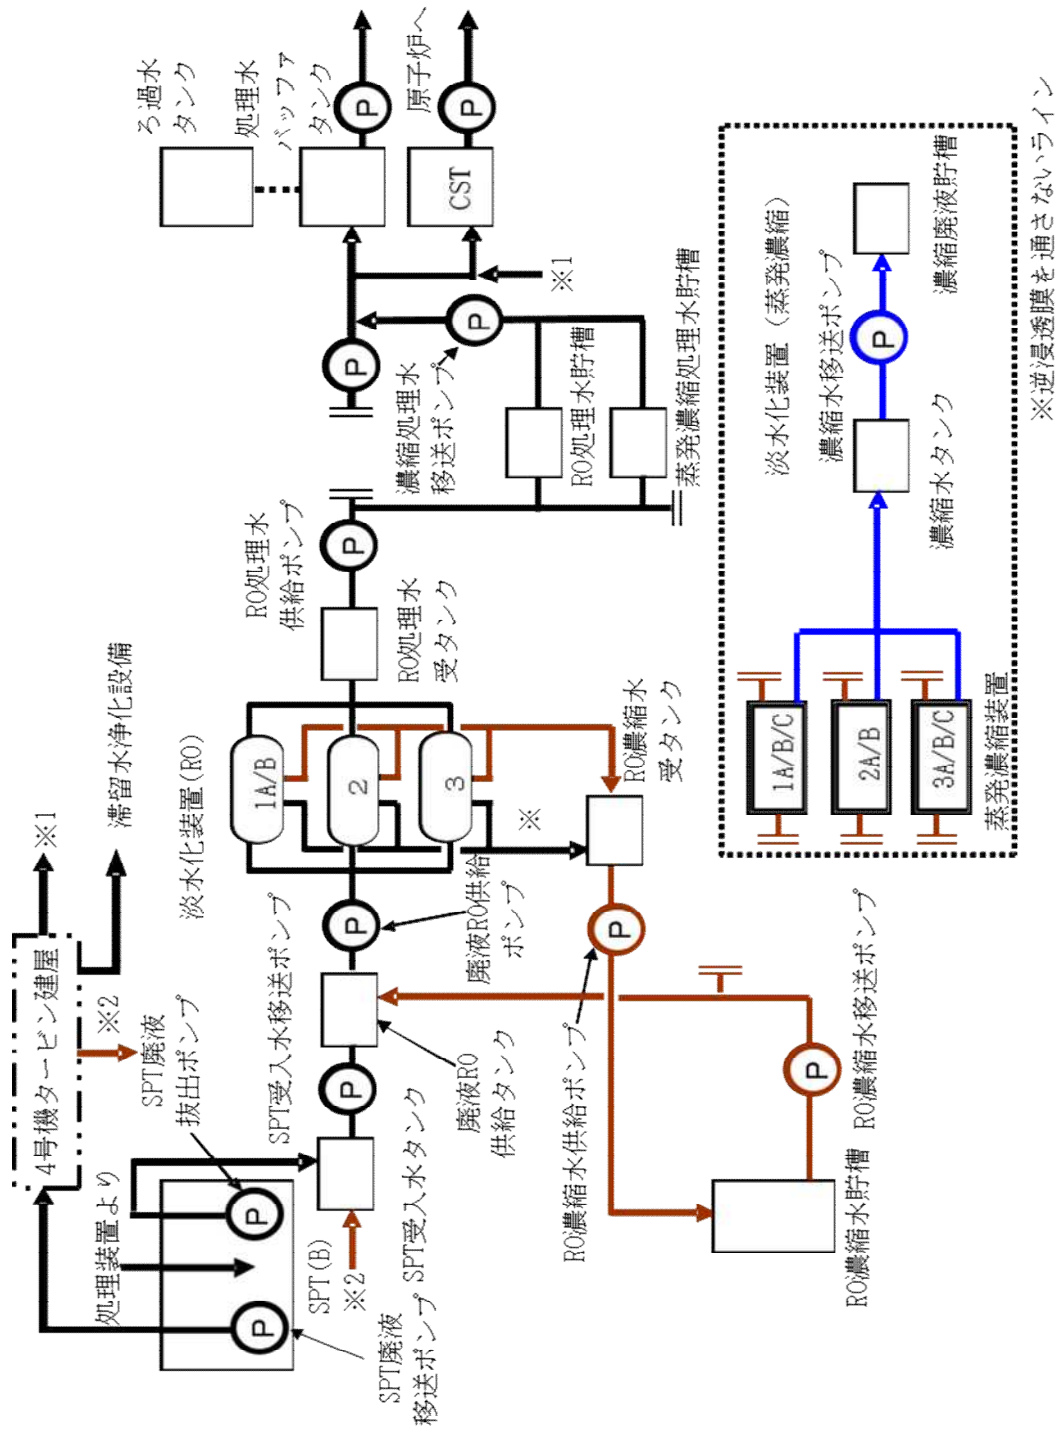 4号機タービン建屋
※1
滞留水浄化設備
※2
処理装置より
SPT廃液
抜出ポンプ
P
P
SPT(B)
SPT廃液
移送ポンプ
※2
SPT受入水タンク
SPT受入水移送ポンプ
P
廃液RO
供給タンク
P
廃液RO供給
ポンプ
淡水化装置(RO)
1A/B
2
3
※
RO処理水
受タンク
RO処理水
供給ポンプ
P
RO濃縮水
受タンク
P
RO濃縮水供給ポンプ
RO濃縮水貯槽
P
RO濃縮水移送ポンプ
P
濃縮処理水
移送ポンプ
P
RO処理水貯槽
蒸発濃縮処理水貯槽
※1
ろ過水
タンク
処理水
バッファ
タンク
P
CST
P
原子炉へ
淡水化装置(蒸発濃縮)
1A/B/C
2A/B
3A/B/C
蒸発濃縮装置
濃縮水タンク
濃縮水移送ポンプ
P
濃縮廃液貯槽
※逆浸透膜を通さないライン